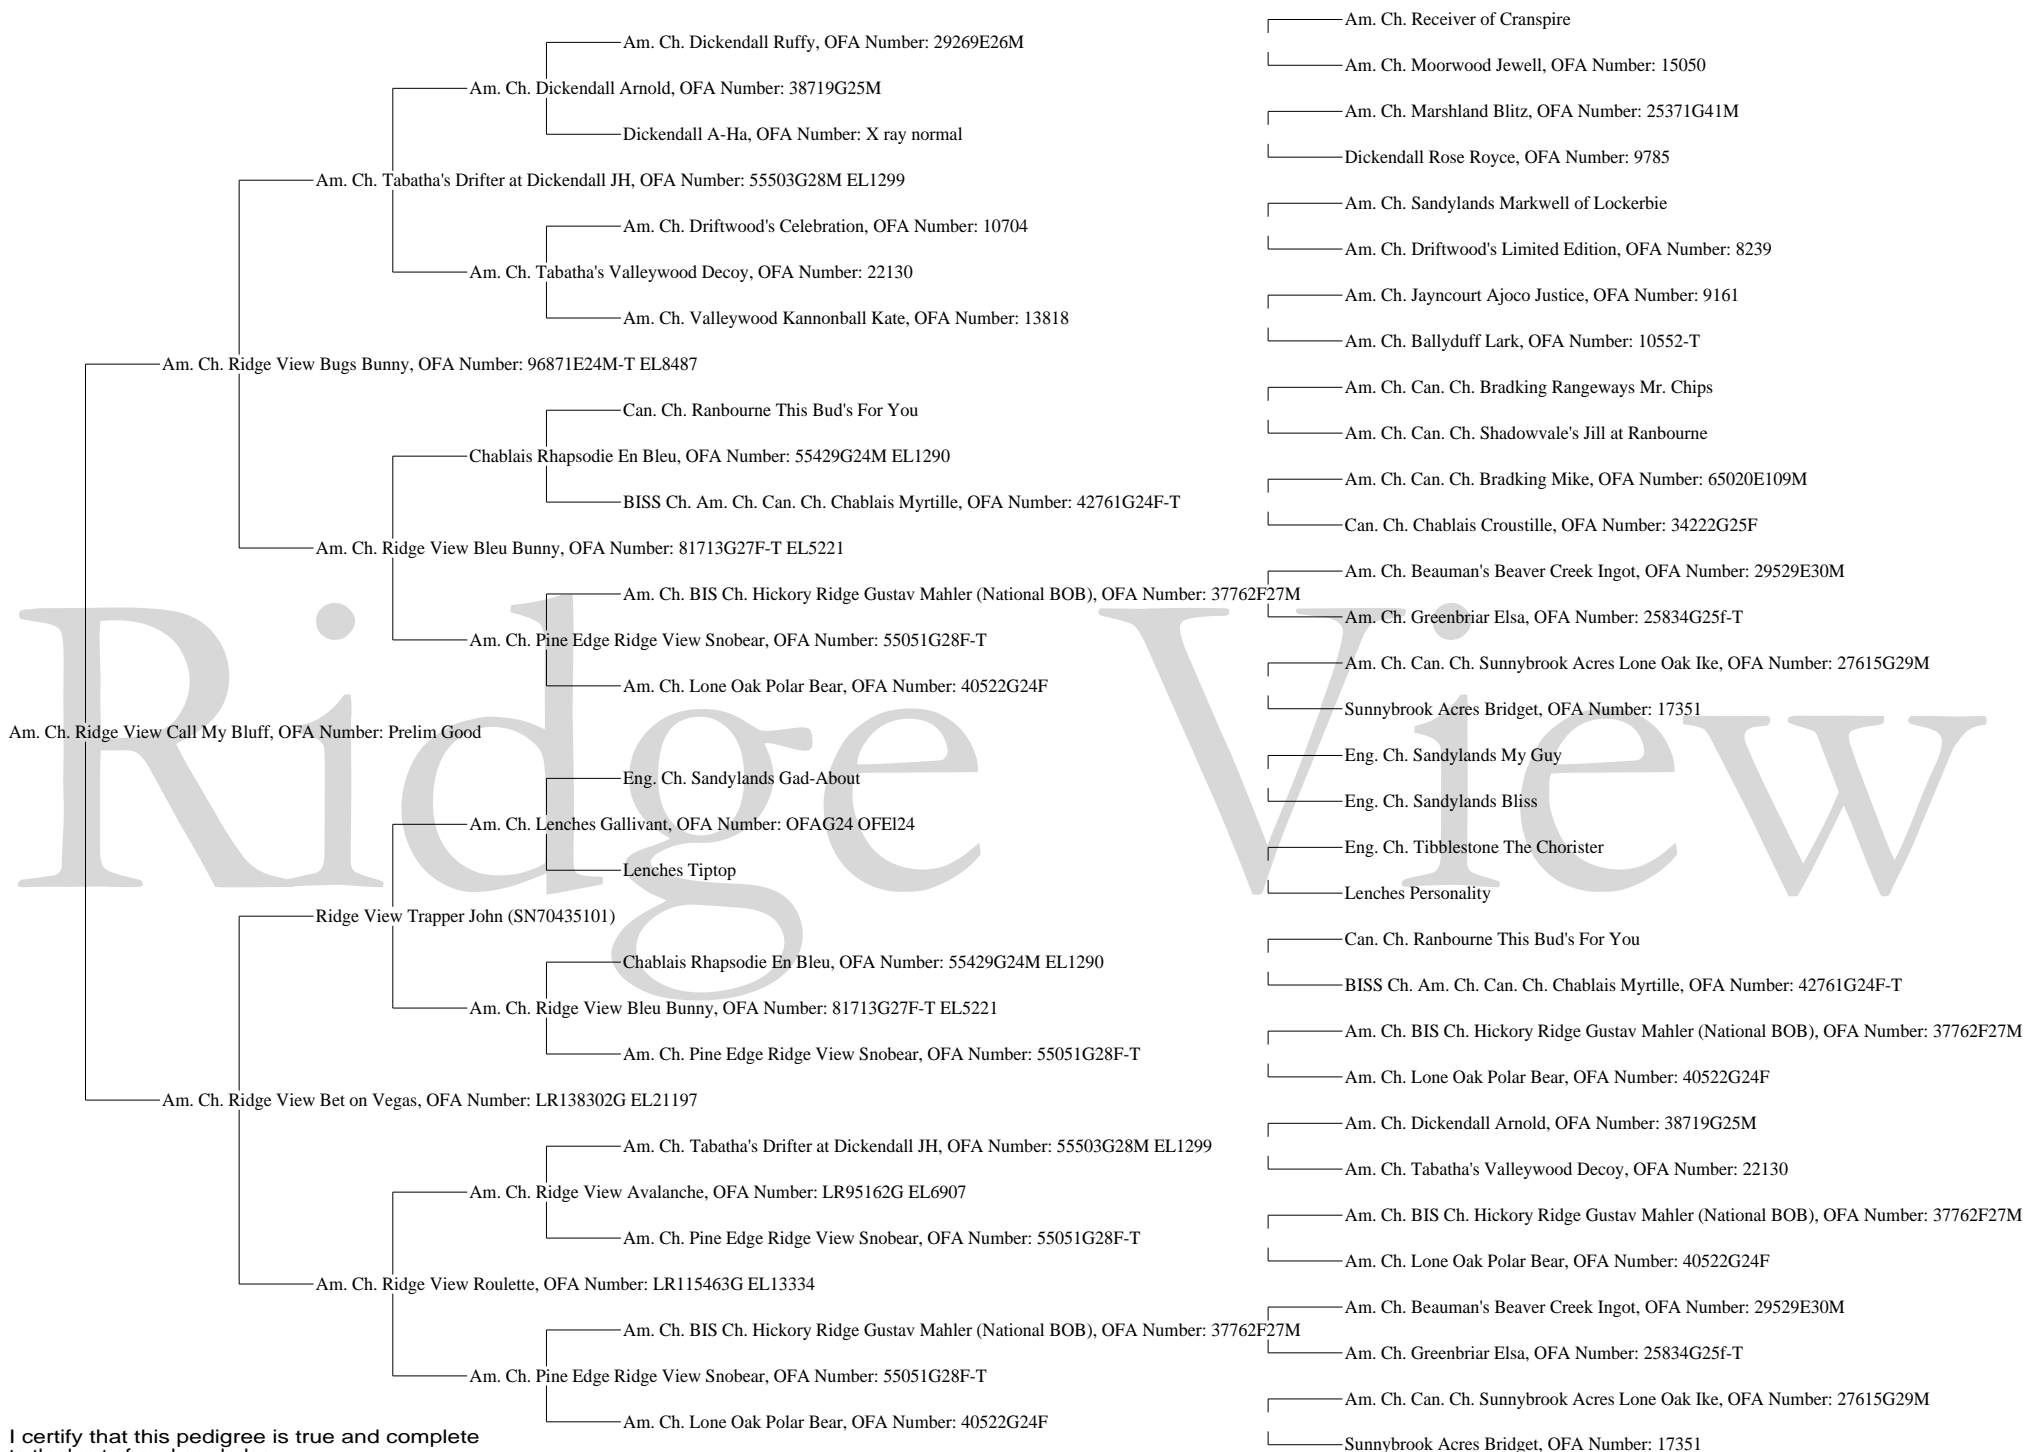 Am. Ch. Receiver of Cranspire
Am. Ch. Dickendall Ruffy, OFA Number: 29269E26M
Am. Ch. Moorwood Jewell, OFA Number: 15050
Am. Ch. Dickendall Arnold, OFA Number: 38719G25M
Am. Ch. Marshland Blitz, OFA Number: 25371G41M
Dickendall A-Ha, OFA Number: X ray normal
Dickendall Rose Royce, OFA Number: 9785
Am. Ch. Tabatha's Drifter at Dickendall JH, OFA Number: 55503G28M EL1299
Am. Ch. Sandylands Markwell of Lockerbie
Am. Ch. Driftwood's Celebration, OFA Number: 10704
Am. Ch. Driftwood's Limited Edition, OFA Number: 8239
Am. Ch. Tabatha's Valleywood Decoy, OFA Number: 22130
Am. Ch. Jayncourt Ajoco Justice, OFA Number: 9161
Am. Ch. Valleywood Kannonball Kate, OFA Number: 13818
Am. Ch. Ballyduff Lark, OFA Number: 10552-T
Am. Ch. Ridge View Bugs Bunny, OFA Number: 96871E24M-T EL8487
Am. Ch. Can. Ch. Bradking Rangeways Mr. Chips
Can. Ch. Ranbourne This Bud's For You
Am. Ch. Can. Ch. Shadowvale's Jill at Ranbourne
Chablais Rhapsodie En Bleu, OFA Number: 55429G24M EL1290
Am. Ch. Can. Ch. Bradking Mike, OFA Number: 65020E109M
BISS Ch. Am. Ch. Can. Ch. Chablais Myrtille, OFA Number: 42761G24F-T
Can. Ch. Chablais Croustille, OFA Number: 34222G25F
Am. Ch. Ridge View Bleu Bunny, OFA Number: 81713G27F-T EL5221
Am. Ch. Beauman's Beaver Creek Ingot, OFA Number: 29529E30M
Am. Ch. BIS Ch. Hickory Ridge Gustav Mahler (National BOB), OFA Number: 37762F27M
Am. Ch. Greenbriar Elsa, OFA Number: 25834G25f-T
Am. Ch. Pine Edge Ridge View Snobear, OFA Number: 55051G28F-T
Am. Ch. Can. Ch. Sunnybrook Acres Lone Oak Ike, OFA Number: 27615G29M
Am. Ch. Lone Oak Polar Bear, OFA Number: 40522G24F
Sunnybrook Acres Bridget, OFA Number: 17351
Am. Ch. Ridge View Call My Bluff, OFA Number: Prelim Good
Ridge View
Eng. Ch. Sandylands My Guy
Eng. Ch. Sandylands Gad-About
Eng. Ch. Sandylands Bliss
Am. Ch. Lenches Gallivant, OFA Number: OFAG24 OFEl24
Eng. Ch. Tibblestone The Chorister
Lenches Tiptop
Lenches Personality
Ridge View Trapper John (SN70435101)
Can. Ch. Ranbourne This Bud's For You
Chablais Rhapsodie En Bleu, OFA Number: 55429G24M EL1290
BISS Ch. Am. Ch. Can. Ch. Chablais Myrtille, OFA Number: 42761G24F-T
Am. Ch. Ridge View Bleu Bunny, OFA Number: 81713G27F-T EL5221
Am. Ch. BIS Ch. Hickory Ridge Gustav Mahler (National BOB), OFA Number: 37762F27M
Am. Ch. Pine Edge Ridge View Snobear, OFA Number: 55051G28F-T
Am. Ch. Lone Oak Polar Bear, OFA Number: 40522G24F
Am. Ch. Ridge View Bet on Vegas, OFA Number: LR138302G EL21197
Am. Ch. Dickendall Arnold, OFA Number: 38719G25M
Am. Ch. Tabatha's Drifter at Dickendall JH, OFA Number: 55503G28M EL1299
Am. Ch. Tabatha's Valleywood Decoy, OFA Number: 22130
Am. Ch. Ridge View Avalanche, OFA Number: LR95162G EL6907
Am. Ch. BIS Ch. Hickory Ridge Gustav Mahler (National BOB), OFA Number: 37762F27M
Am. Ch. Pine Edge Ridge View Snobear, OFA Number: 55051G28F-T
Am. Ch. Lone Oak Polar Bear, OFA Number: 40522G24F
Am. Ch. Ridge View Roulette, OFA Number: LR115463G EL13334
Am. Ch. Beauman's Beaver Creek Ingot, OFA Number: 29529E30M
Am. Ch. BIS Ch. Hickory Ridge Gustav Mahler (National BOB), OFA Number: 37762F27M
Am. Ch. Greenbriar Elsa, OFA Number: 25834G25f-T
Am. Ch. Pine Edge Ridge View Snobear, OFA Number: 55051G28F-T
Am. Ch. Can. Ch. Sunnybrook Acres Lone Oak Ike, OFA Number: 27615G29M
Am. Ch. Lone Oak Polar Bear, OFA Number: 40522G24F
Sunnybrook Acres Bridget, OFA Number: 17351
I certify that this pedigree is true and complete